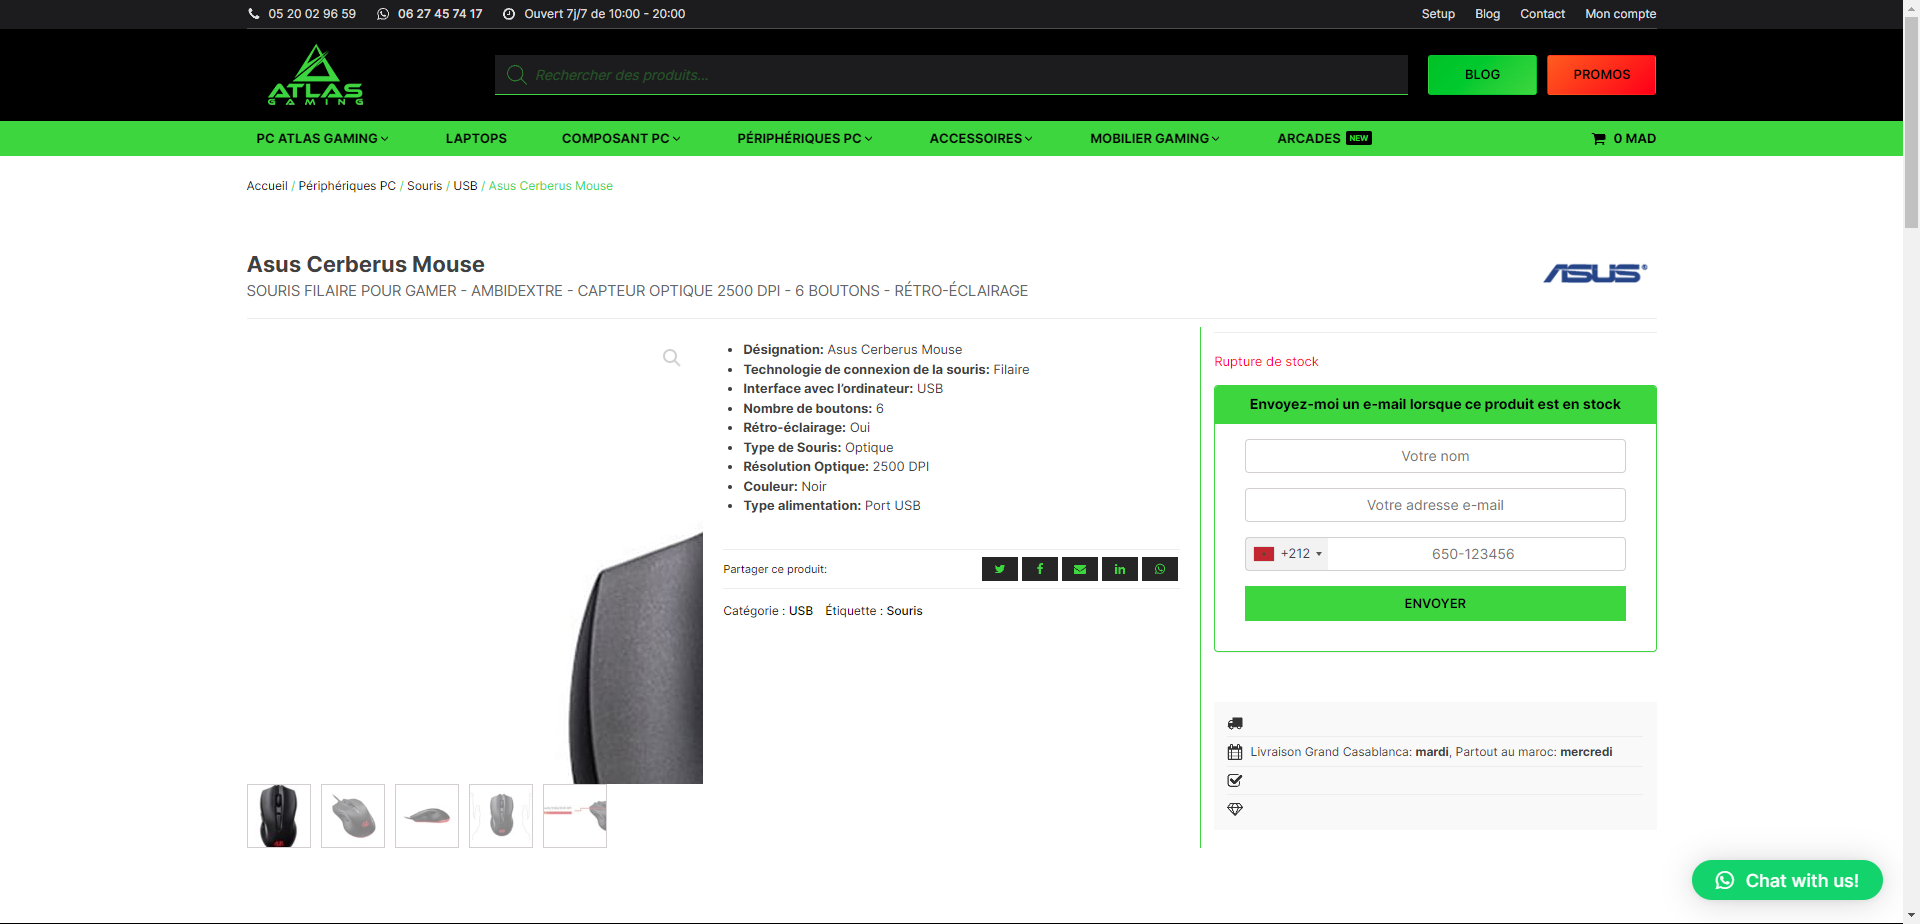 05 20 02 96 59 06 27 45 74 17 Ouvert 7j/7 de 10:00 - 20:00 Setup Blog Contact Mon compte
ATLAS
GAMING
Rechercher des produits...
BLOG PROMOS
PC ATLAS GAMING LAPTOPS COMPOSANT PC PÉRIPHÉRIQUES PC ACCESSOIRES MOBILIER GAMING ARCADES NEW 0 MAD
Accueil / Périphériques PC / Souris / USB / Asus Cerberus Mouse
Asus Cerberus Mouse
SOURIS FILAIRE POUR GAMER - AMBIDEXTRE - CAPTEUR OPTIQUE 2500 DPI - 6 BOUTONS - RÉTRO-ÉCLAIRAGE
ASUS®
• Désignation: Asus Cerberus Mouse
• Technologie de connexion de la souris: Filaire
• Interface avec l’ordinateur: USB
• Nombre de boutons: 6
• Rétro-éclairage: Oui
• Type de Souris: Optique
• Résolution Optique: 2500 DPI
• Couleur: Noir
• Type alimentation: Port USB
Partager ce produit:
Catégorie : USB Étiquette : Souris
Rupture de stock
Envoyez-moi un e-mail lorsque ce produit est en stock
Votre nom
Votre adresse e-mail
+212 650-123456
ENVOYER
Livraison Grand Casablanca: mardi, Partout au maroc: mercredi
Chat with us!